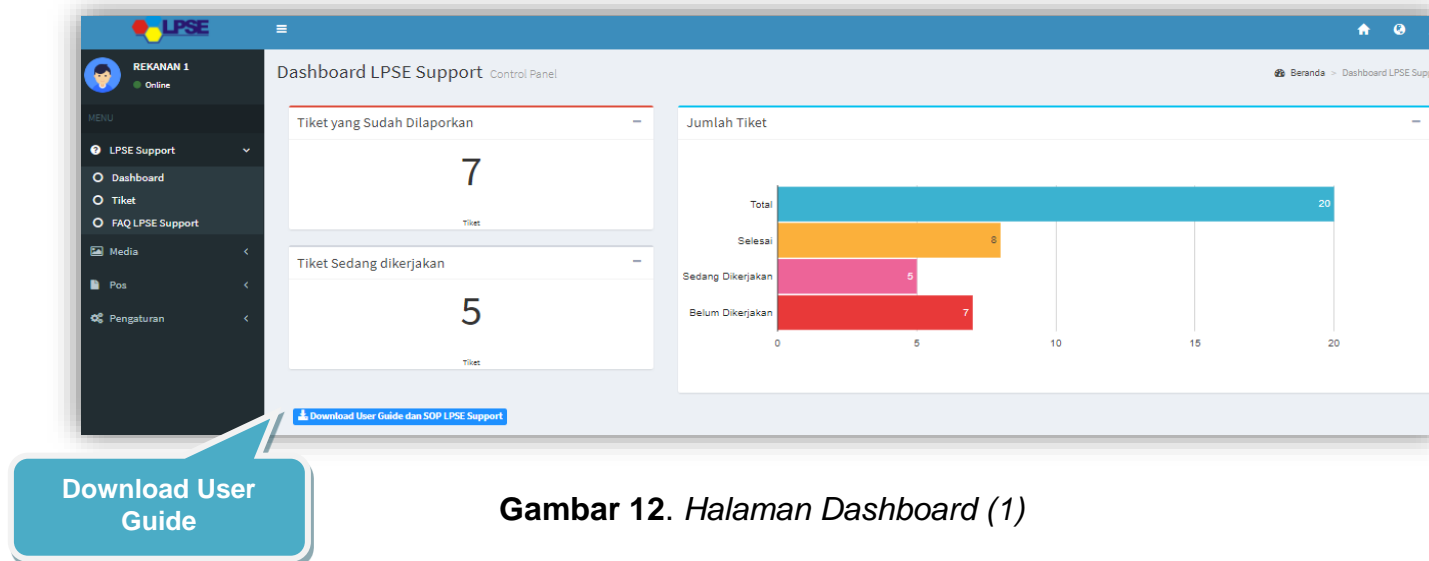 LPSE
REKANAN 1
Online
MENU
LPSE Support
Dashboard
Tiket
FAQ LPSE Support
Media
Pos
Pengaturan
Dashboard LPSE Support Control Panel
Beranda > Dashboard LPSE Sup
Tiket yang Sudah Dilaporkan
7
Tiket
Tiket Sedang dikerjakan
5
Tiket
Jumlah Tiket
Total 20
Selesai 8
Sedang Dikerjakan 5
Belum Dikerjakan 7
0 5 10 15 20
Download User Guide dan SOP LPSE Support
Download User
Guide
Gambar 12. Halaman Dashboard (1)